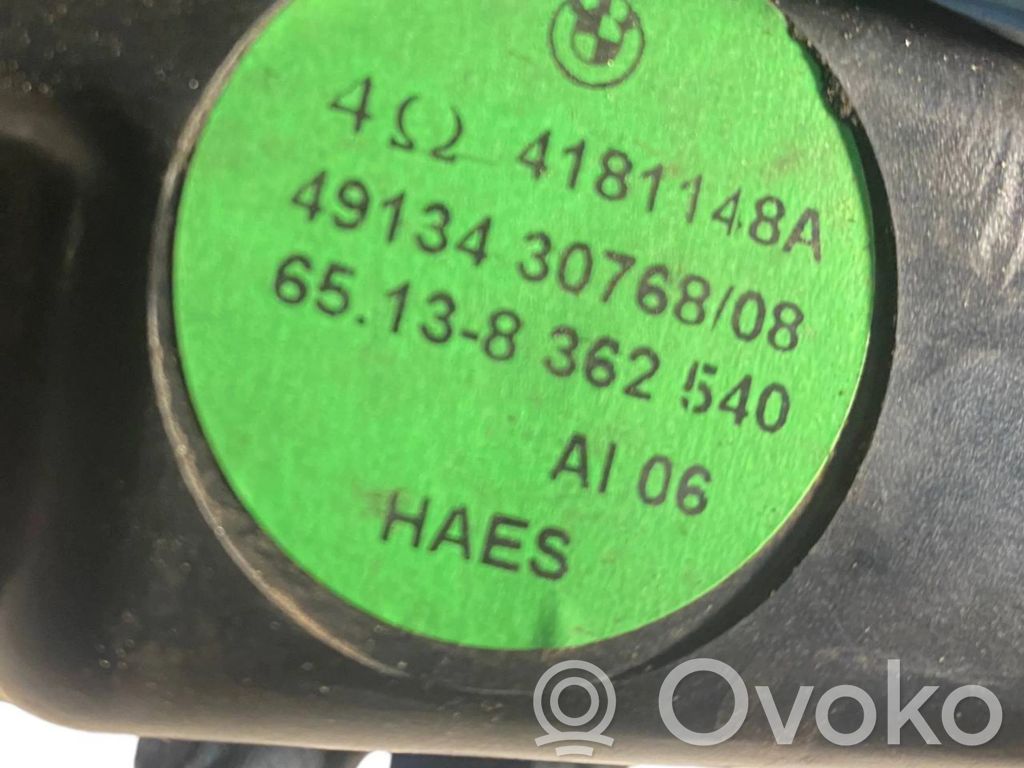 4Ω 4181148A
49134 30768/08
65.13-8 362 540
AI 06
HAES
Ovoko